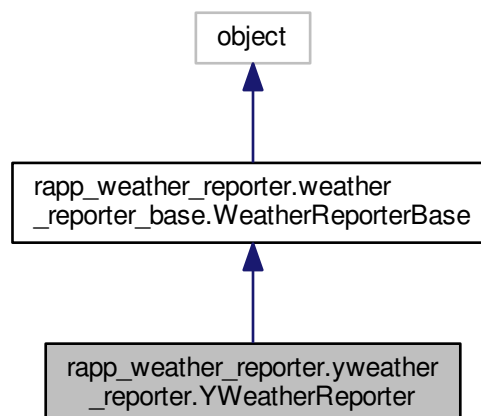 object
rapp_weather_reporter.weather
_reporter_base.WeatherReporterBase
rapp_weather_reporter.yweather
_reporter.YWeatherReporter